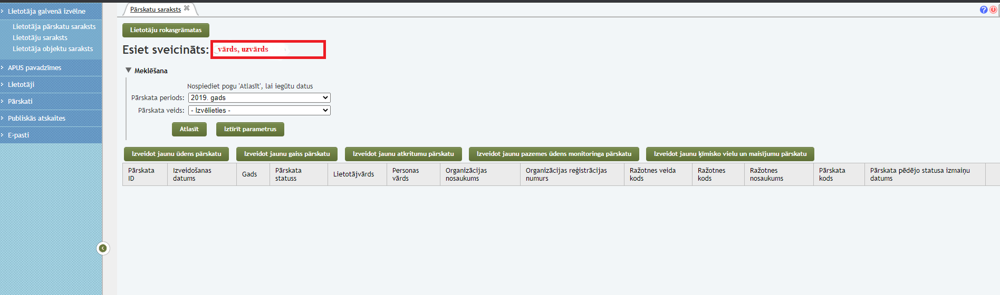 Lietotāja galvenā izvēlne
Lietotāja pārskatu saraksts
Lietotāju saraksts
Lietotāja objektu saraksts
APUS pavadzīmes
Lietotāji
Pārskati
Publiskās atskaites
E-pasti
Pārskatu saraksts
Lietotāju rokasgrāmatas
Esiet sveicināts: vārds, uzvārds
Meklēšana
Nospiediet pogu 'Atlasīt', lai iegūtu datus
Pārskata periods: 2019. gads
Pārskata veids: - Izvēlieties -
Atlasīt Iztīrīt parametrus
Izveidot jaunu ūdens pārskatu Izveidot jaunu gaiss pārskatu Izveidot jaunu atkritumu pārskatu Izveidot jaunu pazemes ūdens monitoringa pārskatu Izveidot jaunu ķīmisko vielu un maisījumu pārskatu
Pārskata Izveidošanas Gads Pārskata Lietotājvārds Personas Organizācijas Organizācijas reģistrācijas Ražotnes veida Ražotnes Ražotnes Pārskata Pārskata pēdējo statusa izmaiņu
ID datums statuss vārds nosaukums numurs kods kods nosaukums kods datums